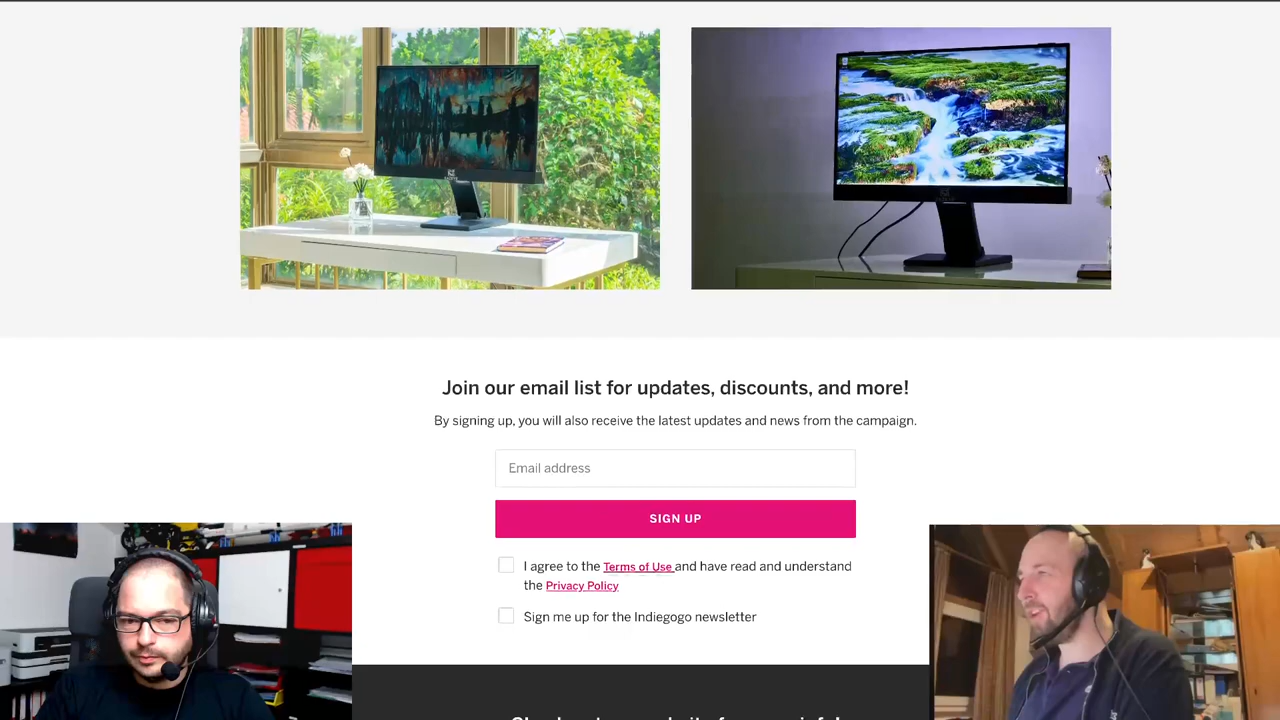 Join our email list for updates, discounts, and more!
By signing up, you will also receive the latest updates and news from the campaign.
Email address
SIGN UP
I agree to the Terms of Use and have read and understand
the Privacy Policy
Sign me up for the Indiegogo newsletter